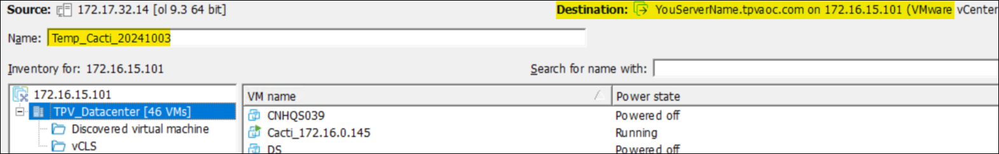 Source: 172.17.32.14 [ol 9.3 64 bit] Destination: YouServerName.tpvaoc.com on 172.16.15.101 (VMware vCenter
Name: Temp_Cacti_20241003
Inventory for: 172.16.15.101 Search for name with:
172.16.15.101 VM name Power state
TPV_Datacenter [46 VMs] CNHQS039 Powered off
Discovered virtual machine Cacti_172.16.0.145 Running
vCLS DS Powered off